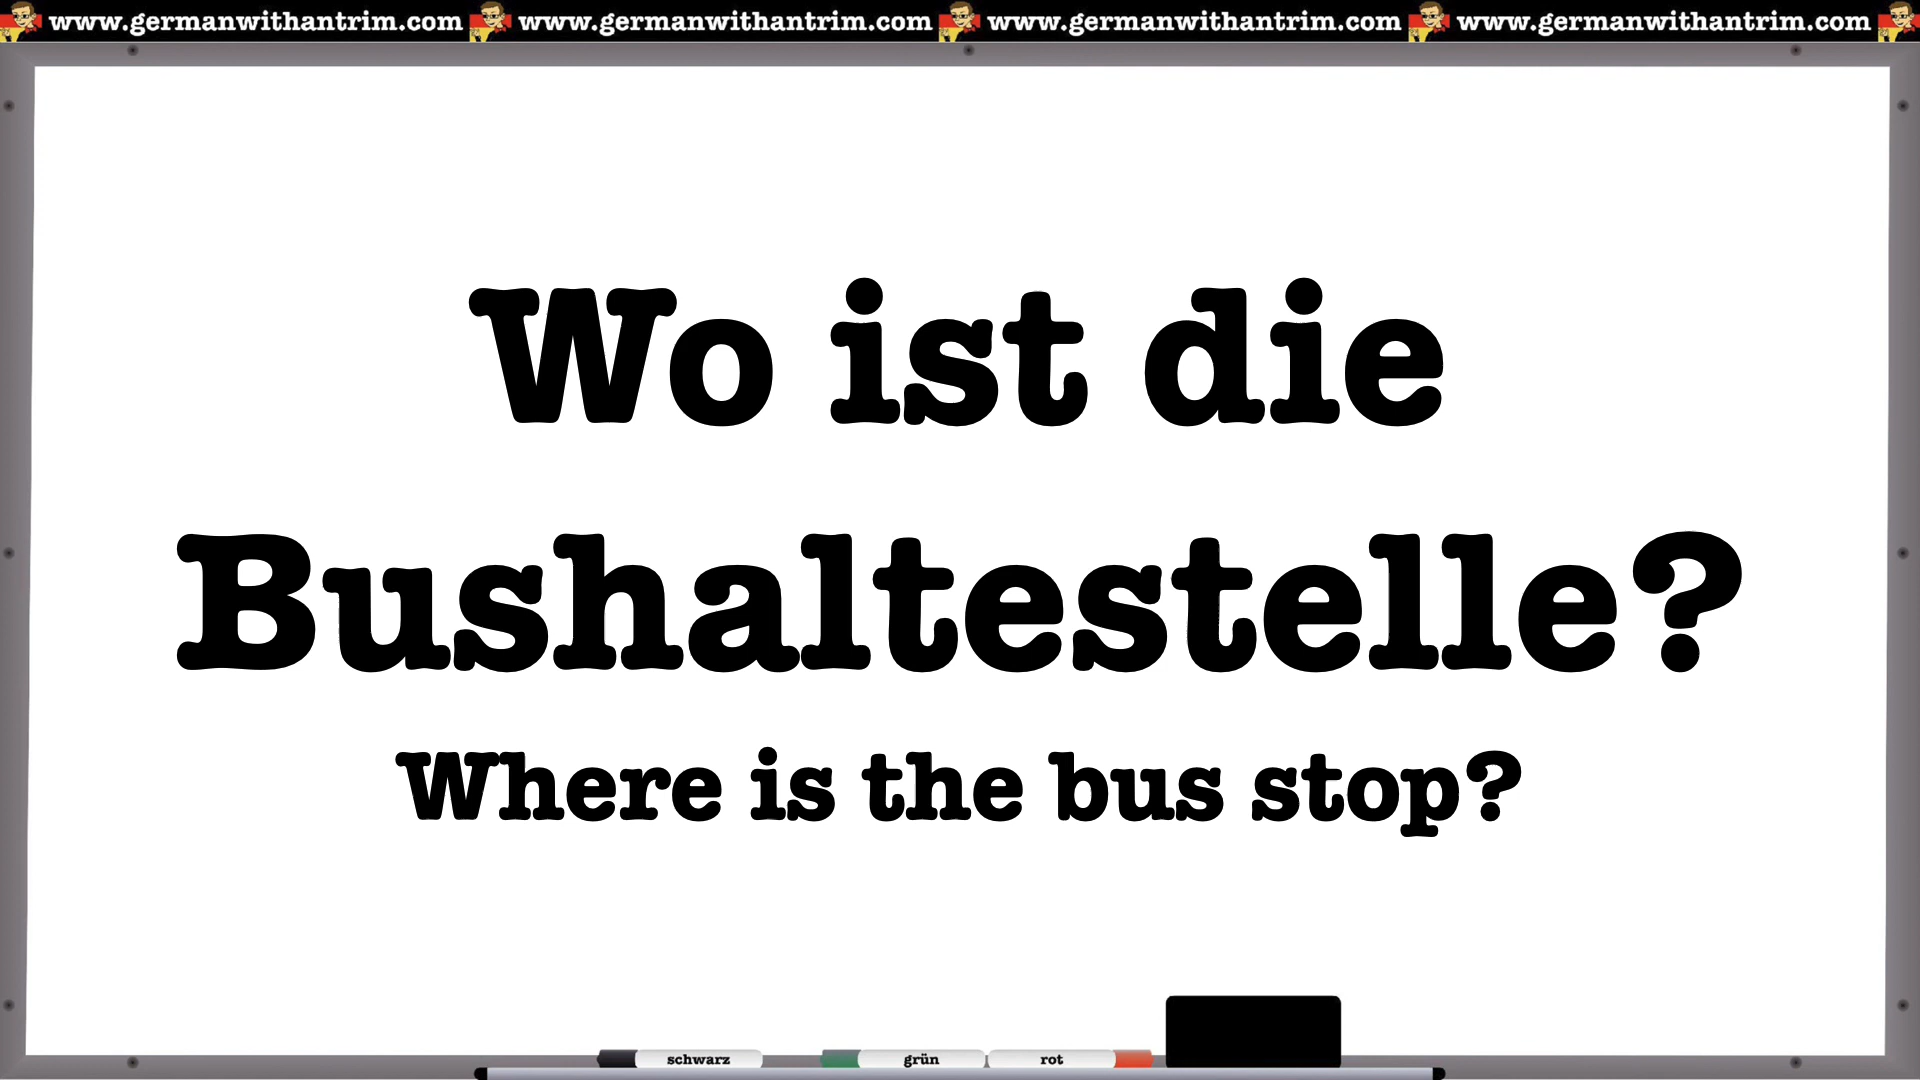 www.germanwithantrim.com www.germanwithantrim.com www.germanwithantrim.com www.germanwithantrim.com
Wo ist die
Bushaltestelle?
Where is the bus stop?
schwarz grün rot